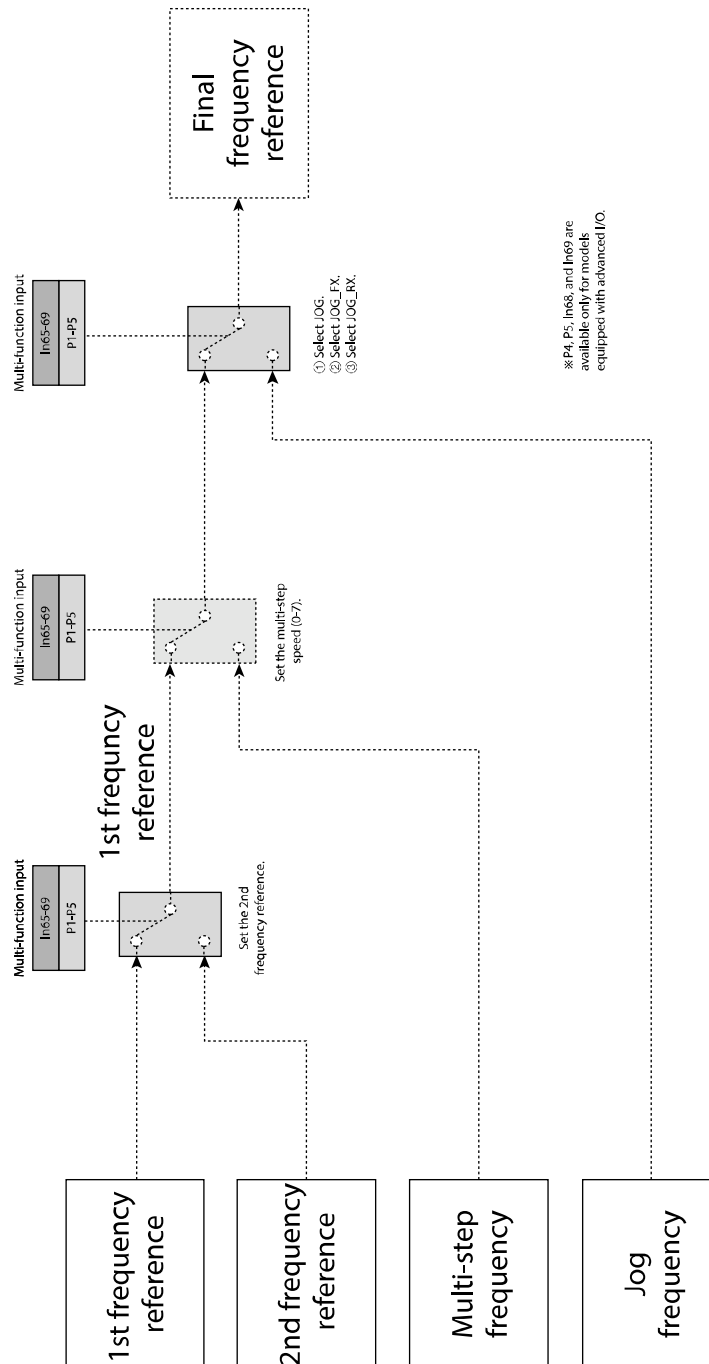 1st frequency
reference
2nd frequency
reference
Multi-step
frequency
Jog
frequency
Multi-function input
In65-69
P1-P5
Set the 2nd
frequency reference.
1st frequncy
reference
Multi-function input
In65-69
P1-P5
Set the multi-step
speed (0-7).
Multi-function input
In65-69
P1-P5
① Select JOG.
② Select JOG_FX.
③ Select JOG_RX.
Final
frequency
reference
※ P4, P5, In68, and In69 are
available only for models
equipped with advanced I/O.